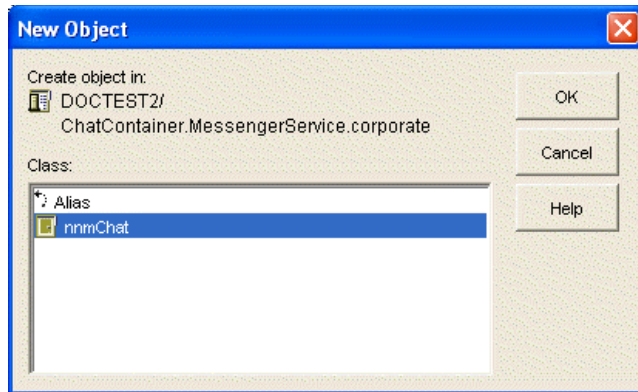 New Object
Create object in:
DOCTEST2/
ChatContainer.MessengerService.corporate
Class:
Alias
nnmChat
OK
Cancel
Help